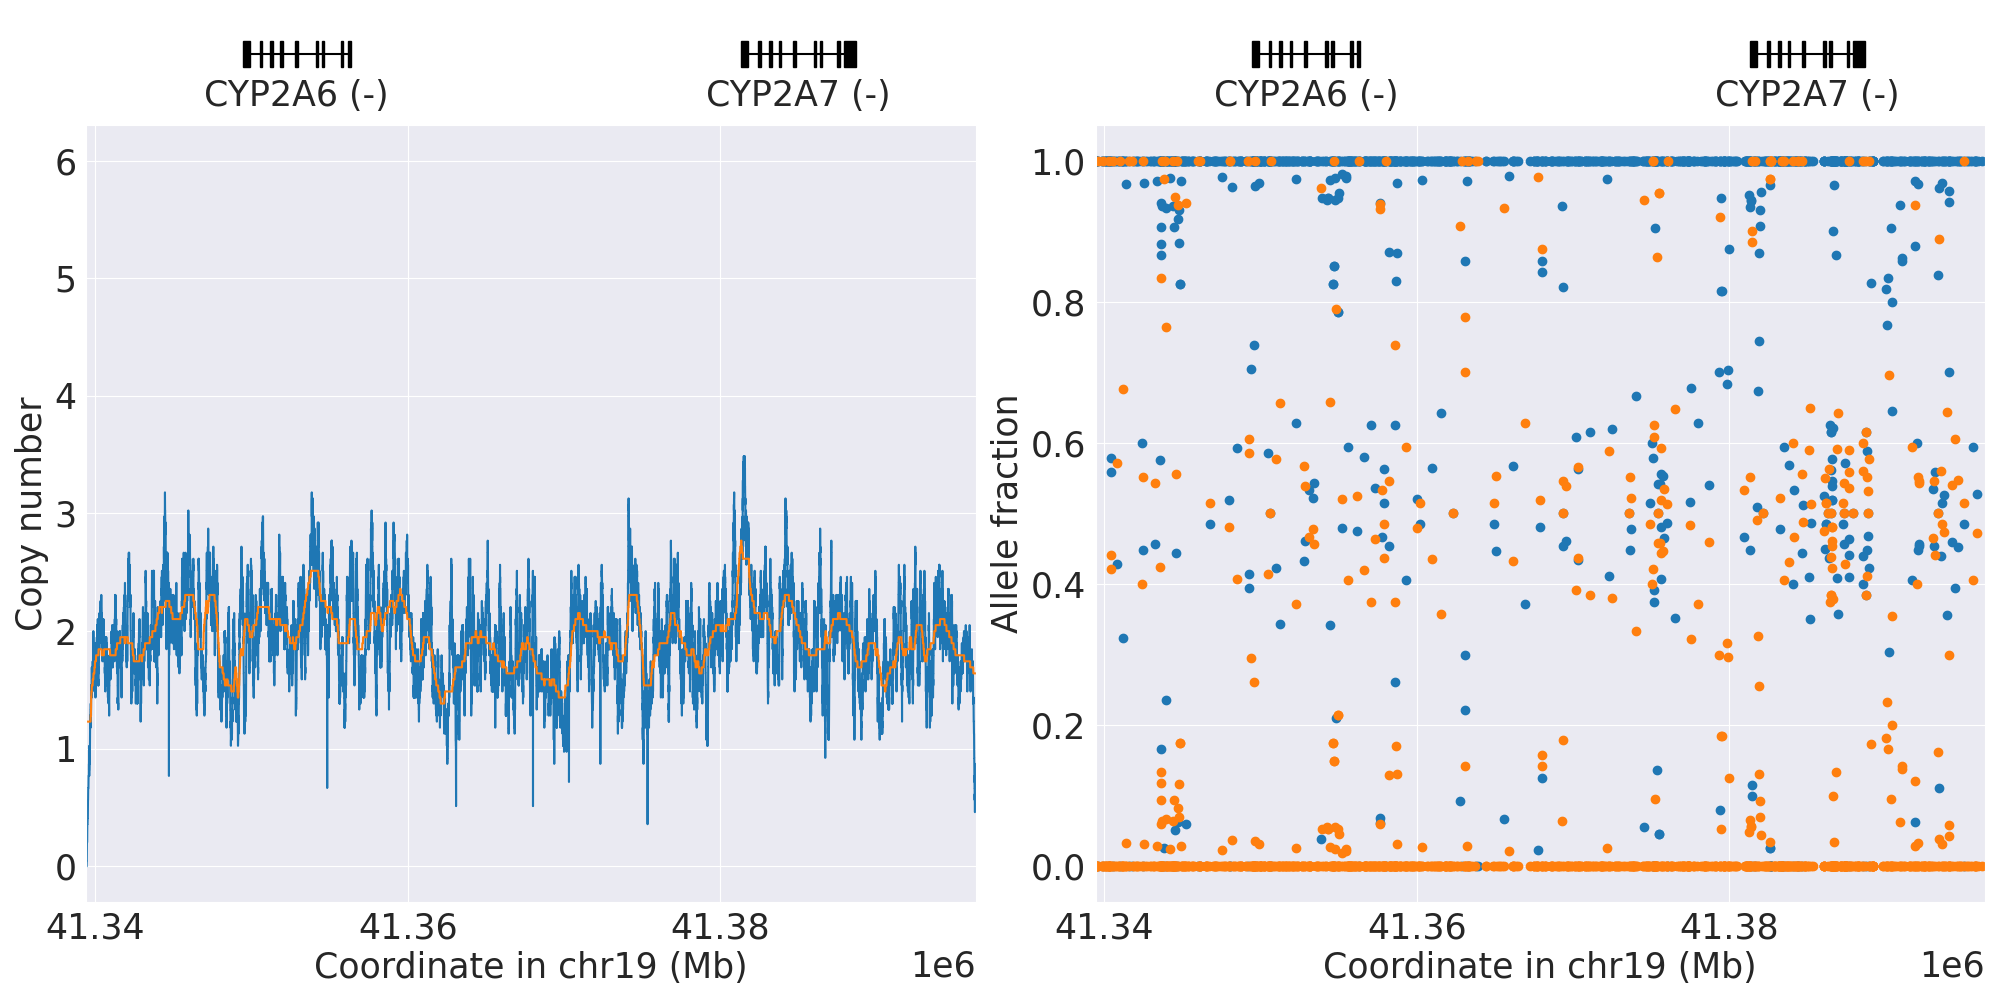 CYP2A6 (-)
CYP2A7 (-)
6
5
4
3
2
1
0
Copy number
41.34
41.36
41.38
Coordinate in chr19 (Mb)
1e6
CYP2A6 (-)
CYP2A7 (-)
1.0
0.8
0.6
0.4
0.2
0.0
Allele fraction
41.34
41.36
41.38
Coordinate in chr19 (Mb)
1e6